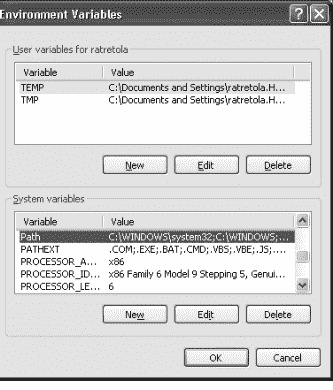 Environment Variables
User variables for ratretola
Variable Value
TEMP C:\Documents and Settings\ratretola.H...
TMP C:\Documents and Settings\ratretola.H...
New Edit Delete
System variables
Variable Value
Path C:\WINDOWS\system32;C:\WINDOWS;...
PATHEXT .COM;.EXE;.BAT;.CMD;.VBS;.VBE;.JS;....
PROCESSOR_A... x86
PROCESSOR_ID... x86 Family 6 Model 9 Stepping 5, Genui...
PROCESSOR_LE... 6
New Edit Delete
OK Cancel